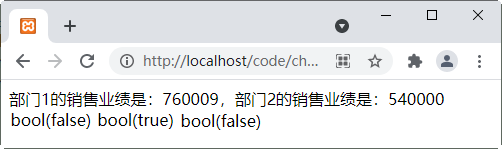 http://localhost/code/ch...
部门1的销售业绩是：760009，部门2的销售业绩是：540000
bool(false) bool(true) bool(false)